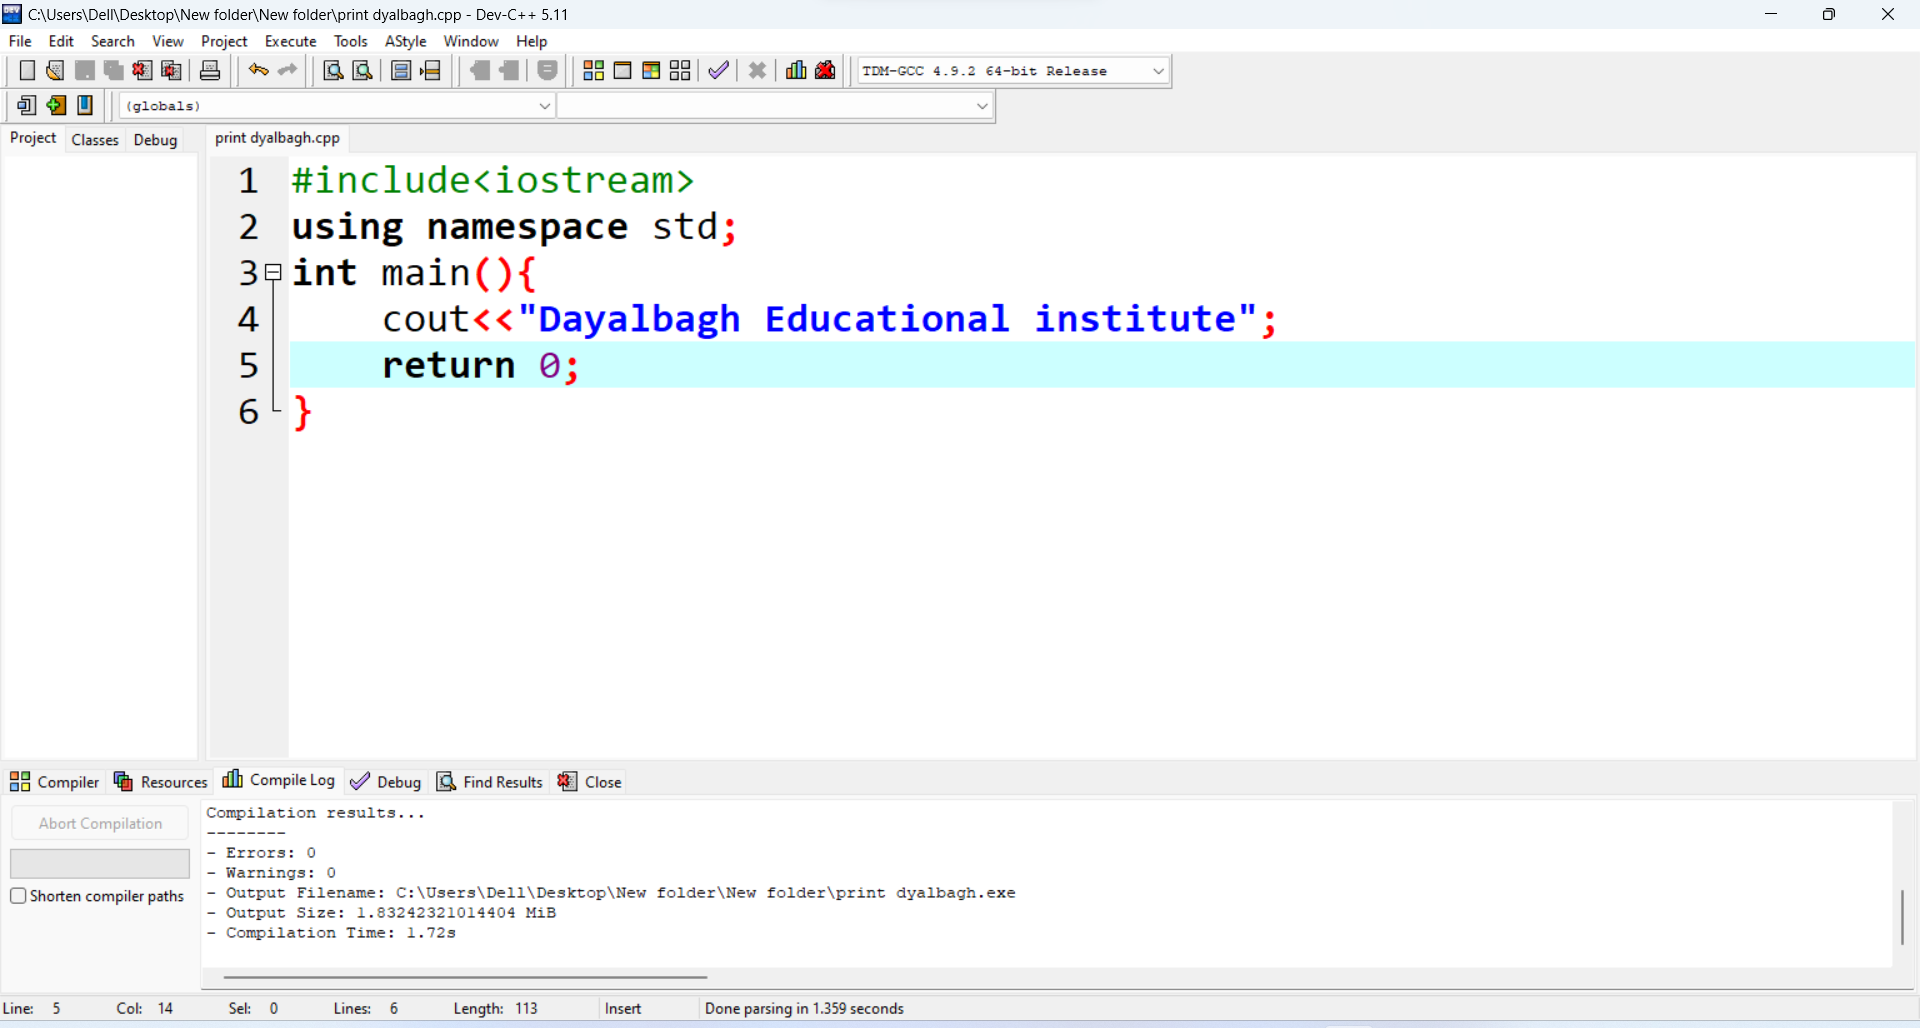 C:\Users\Dell\Desktop\New folder\New folder\print dyalbagh.cpp - Dev-C++ 5.11
File Edit Search View Project Execute Tools AStyle Window Help
TDM-GCC 4.9.2 64-bit Release
(globals)
Project Classes Debug print dyalbagh.cpp
1 #include<iostream>
2 using namespace std;
3 int main(){
4 cout<<"Dayalbagh Educational institute";
5 return 0;
6 }
Compiler Resources Compile Log Debug Find Results Close
Abort Compilation
Shorten compiler paths
Compilation results...
--------
- Errors: 0
- Warnings: 0
- Output Filename: C:\Users\Dell\Desktop\New folder\New folder\print dyalbagh.exe
- Output Size: 1.83242321014404 MiB
- Compilation Time: 1.72s
Line: 5 Col: 14 Sel: 0 Lines: 6 Length: 113 Insert Done parsing in 1.359 seconds